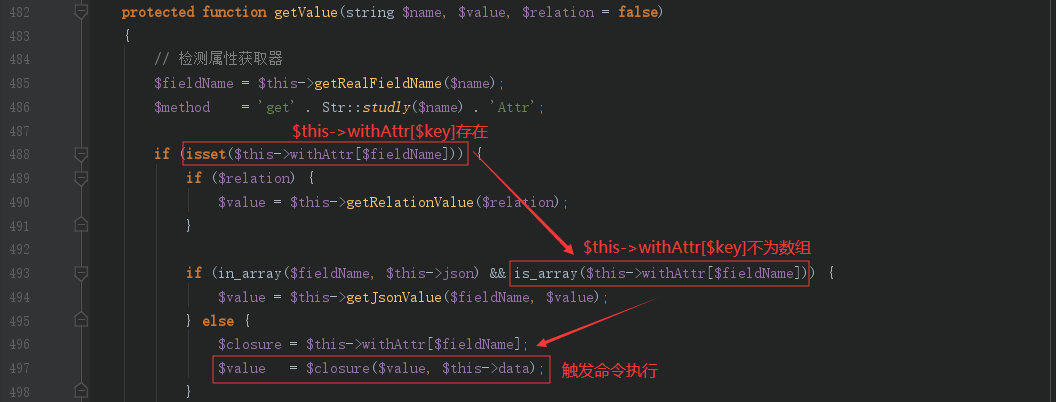 482 protected function getValue(string $name, $value, $relation = false)
483 {
484 // 检测属性获取器
485 $fieldName = $this->getRealFieldName($name);
486 $method = 'get' . Str::studly($name) . 'Attr';
487
$this->withAttr[$key]存在
488 if (isset($this->withAttr[$fieldName])) {
489 if ($relation) {
490 $value = $this->getRelationValue($relation);
491 }
492
$this->withAttr[$key]不为数组
493 if (in_array($fieldName, $this->json) && is_array($this->withAttr[$fieldName])) {
494 $value = $this->getJsonValue($fieldName, $value);
495 } else {
496 $closure = $this->withAttr[$fieldName];
497 $value = $closure($value, $this->data); 触发命令执行
498 }